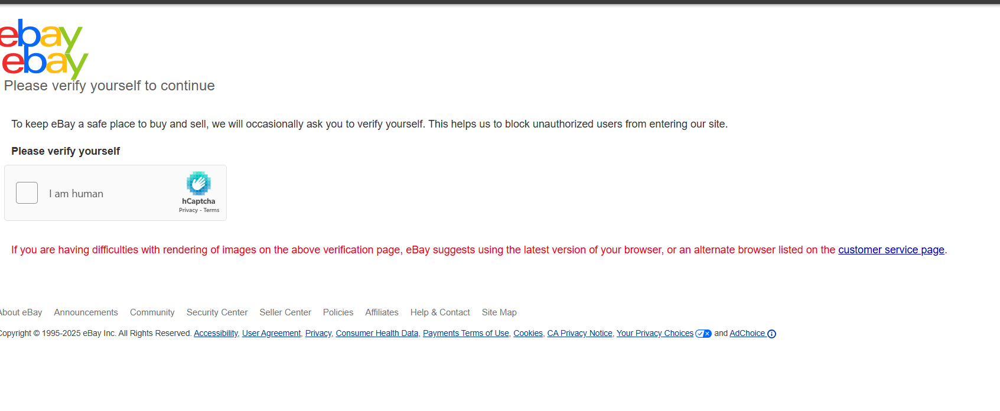 ebay
ebay
Please verify yourself to continue
To keep eBay a safe place to buy and sell, we will occasionally ask you to verify yourself. This helps us to block unauthorized users from entering our site.
Please verify yourself
I am human
hCaptcha
Privacy - Terms
If you are having difficulties with rendering of images on the above verification page, eBay suggests using the latest version of your browser, or an alternate browser listed on the customer service page.
About eBay Announcements Community Security Center Seller Center Policies Affiliates Help & Contact Site Map
Copyright © 1995-2025 eBay Inc. All Rights Reserved. Accessibility, User Agreement, Privacy, Consumer Health Data, Payments Terms of Use, Cookies, CA Privacy Notice, Your Privacy Choices and AdChoice